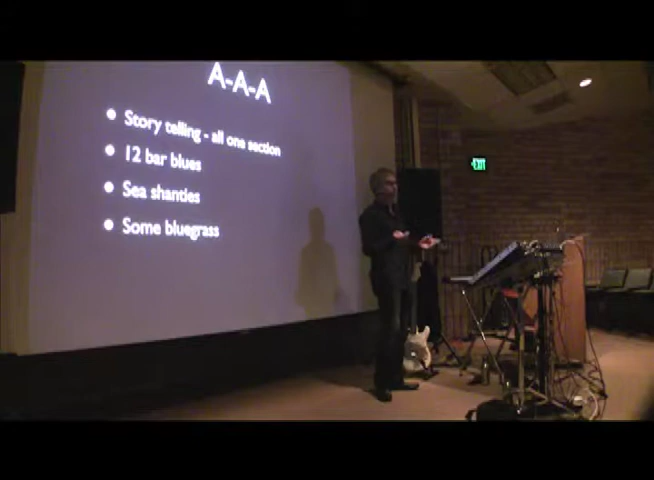 A-A-A
• Story telling - all one section
• 12 bar blues
• Sea shanties
• Some bluegrass
EXIT